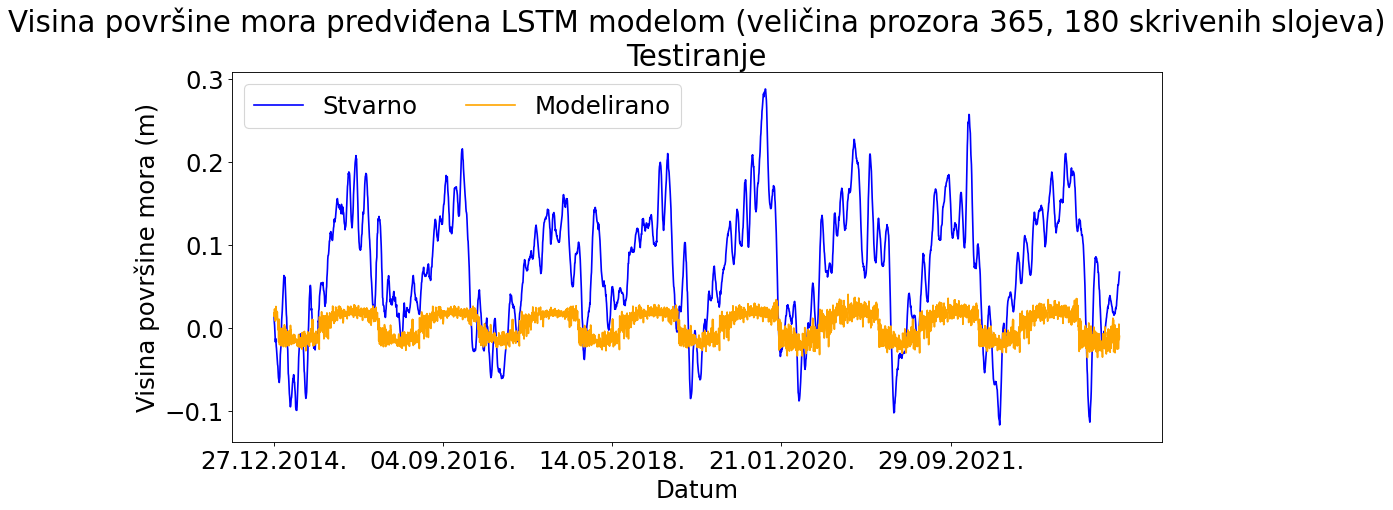 Visina površine mora predviđena LSTM modelom (veličina prozora 365, 180 skrivenih slojeva)
Testiranje
Stvarno Modelirano
Visina površine mora (m)
0.3
0.2
0.1
0.0
−0.1
27.12.2014. 04.09.2016. 14.05.2018. 21.01.2020. 29.09.2021.
Datum